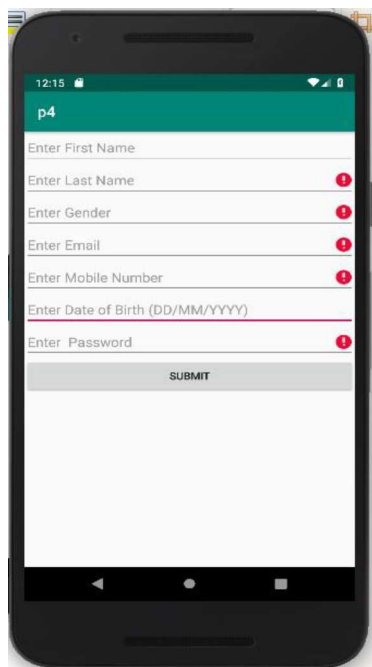 12:15
p4
Enter First Name
Enter Last Name
Enter Gender
Enter Email
Enter Mobile Number
Enter Date of Birth (DD/MM/YYYY)
Enter Password
SUBMIT